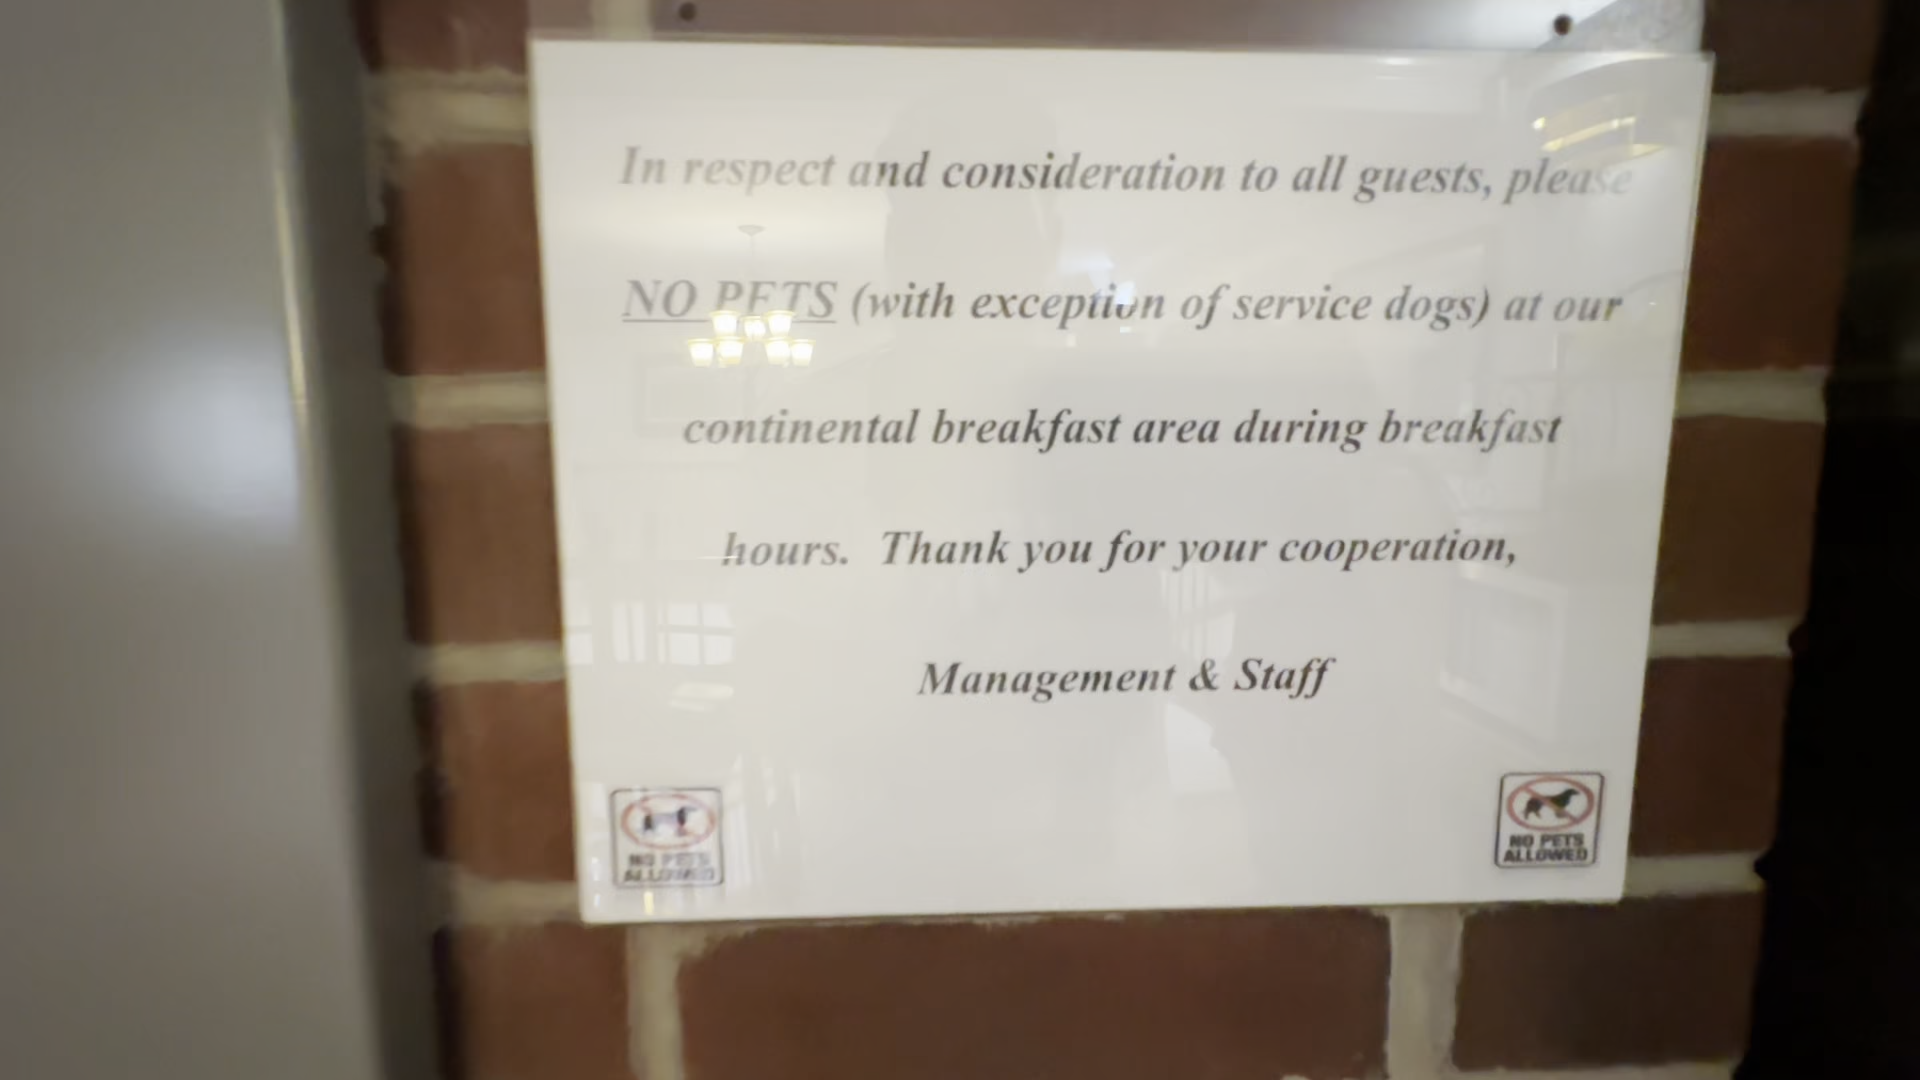 In respect and consideration to all guests, please
NO PETS (with exception of service dogs) at our
continental breakfast area during breakfast
hours. Thank you for your cooperation,
Management & Staff
NO PETS
ALLOWED
NO PETS
ALLOWED